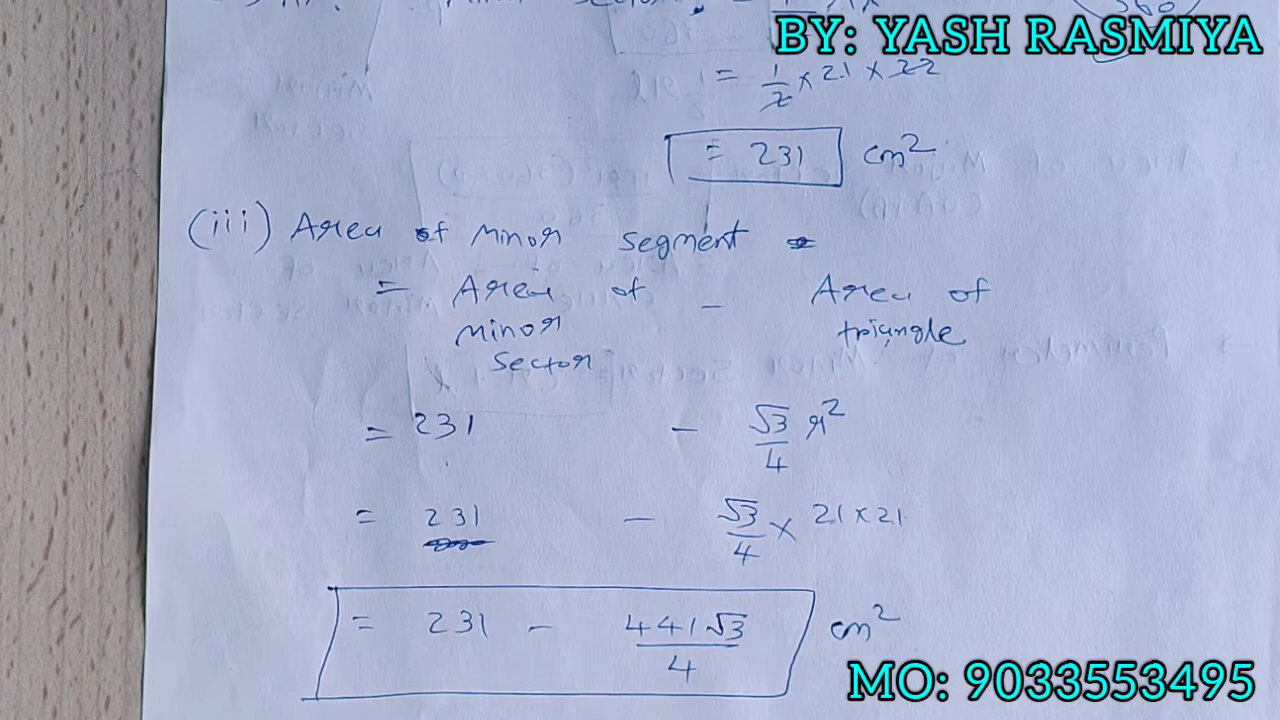 BY: YASH RASMIYA
= 1/2 × 21 × 22
= 231 cm²
(iii) Area of minor segment
= Area of minor sector - Area of triangle
= 231 - √3/4 r²
= 231 - √3/4 × 21 × 21
= 231 - 441√3/4 cm²
MO: 9033553495